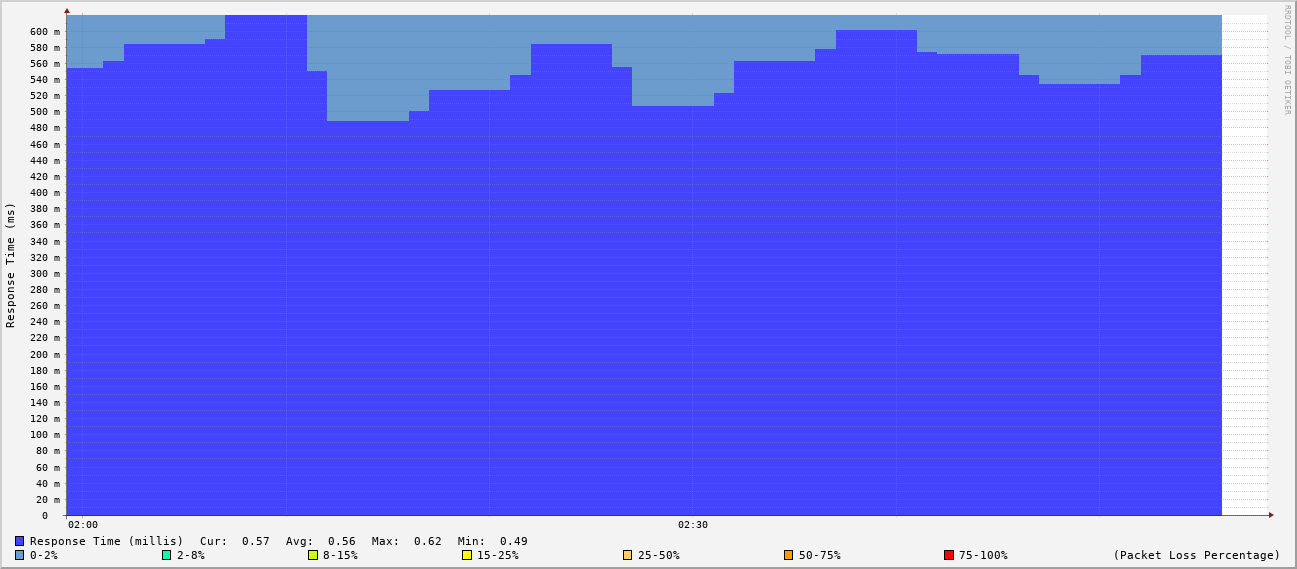 RRDTOOL / TOBI OETIKER
Response Time (ms)
600 m
580 m
560 m
540 m
520 m
500 m
480 m
460 m
440 m
420 m
400 m
380 m
360 m
340 m
320 m
300 m
280 m
260 m
240 m
220 m
200 m
180 m
160 m
140 m
120 m
100 m
80 m
60 m
40 m
20 m
0
02:00 02:30
Response Time (millis) Cur: 0.57 Avg: 0.56 Max: 0.62 Min: 0.49
0-2% 2-8% 8-15% 15-25% 25-50% 50-75% 75-100% (Packet Loss Percentage)